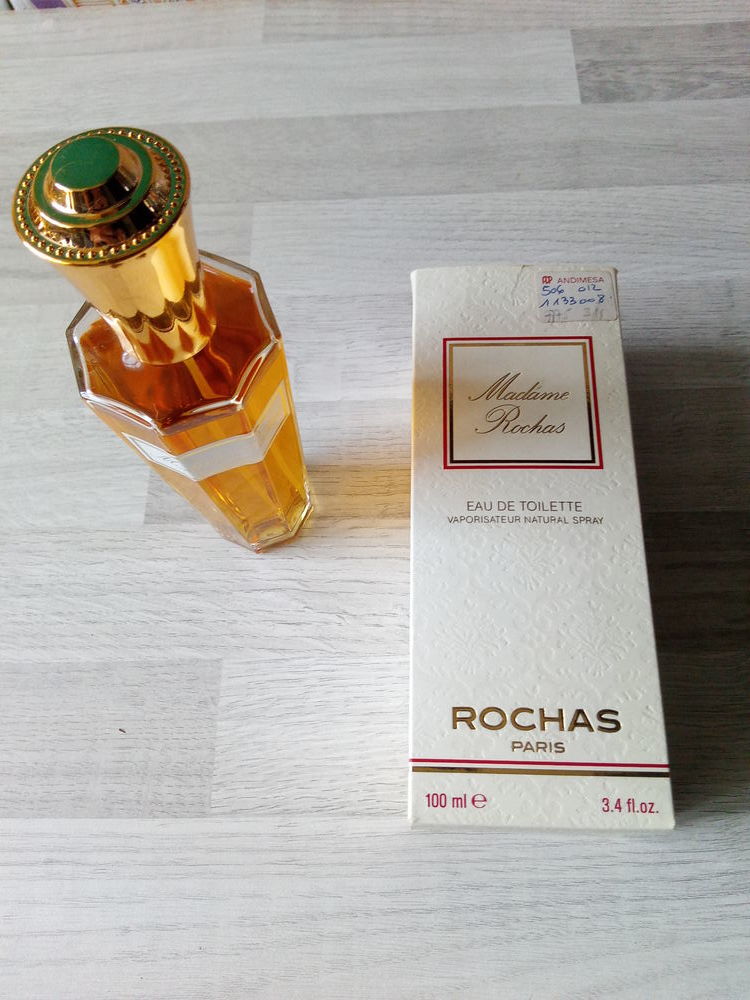 ANDIMESA
506 012
1133008
Madame
Rochas
EAU DE TOILETTE
VAPORISATEUR NATURAL SPRAY
ROCHAS
PARIS
100 ml ℮
3.4 fl.oz.